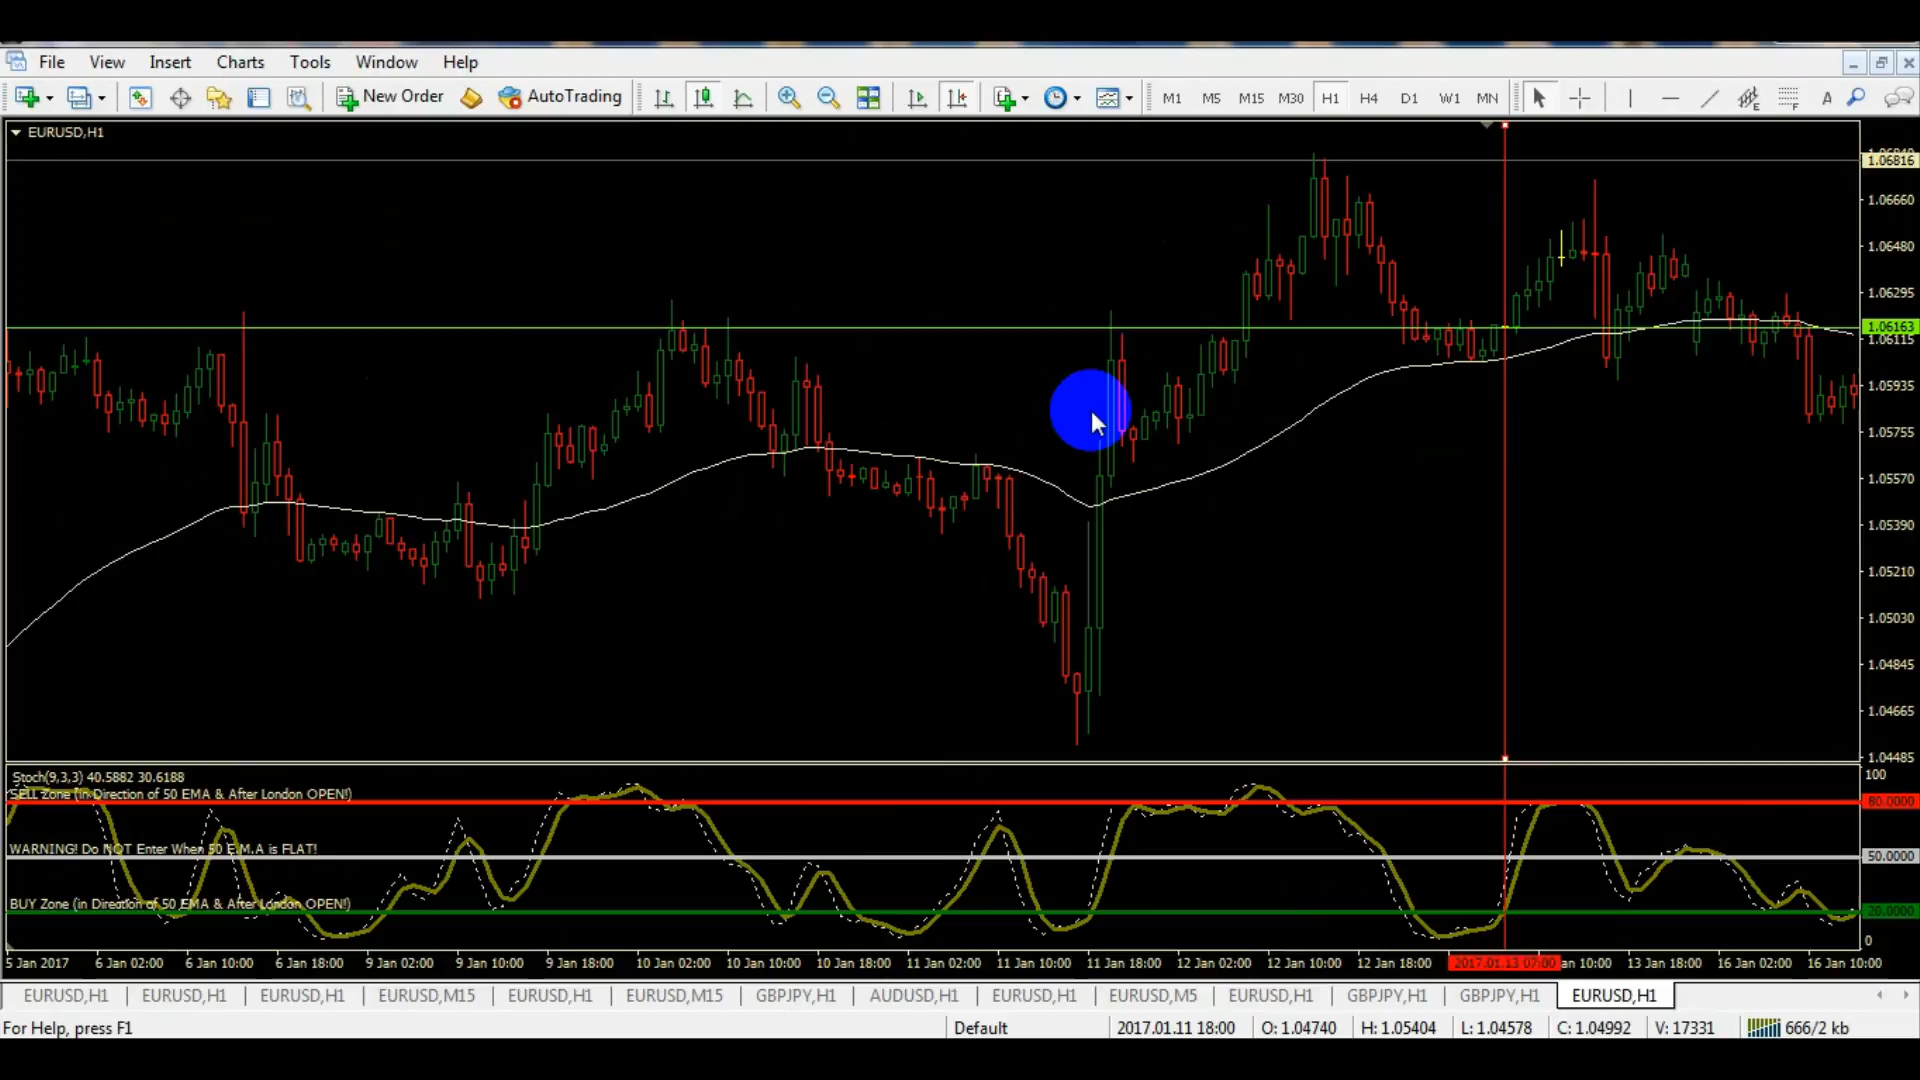 File View Insert Charts Tools Window Help
New Order AutoTrading M1 M5 M15 M30 H1 H4 D1 W1 MN
EURUSD,H1
1.06816
1.06660
1.06480
1.06295
1.06163
1.06115
1.05935
1.05755
1.05570
1.05390
1.05210
1.05030
1.04845
1.04665
1.04485
Stoch(9,3,3) 40.5882 30.6188
100
SELL Zone (in Direction of 50 EMA & After London OPEN!)
80.0000
WARNING! Do NOT Enter When 50 E.M.A is FLAT!
50.0000
BUY Zone (in Direction of 50 EMA & After London OPEN!)
20.0000
0
5 Jan 2017 6 Jan 02:00 6 Jan 10:00 6 Jan 18:00 9 Jan 02:00 9 Jan 10:00 9 Jan 18:00 10 Jan 02:00 10 Jan 10:00 10 Jan 18:00 11 Jan 02:00 11 Jan 10:00 11 Jan 18:00 12 Jan 02:00 12 Jan 10:00 12 Jan 18:00 2017.01.13 07:00 an 10:00 13 Jan 18:00 16 Jan 02:00 16 Jan 10:00
EURUSD,H1 EURUSD,H1 EURUSD,H1 EURUSD,M15 EURUSD,H1 EURUSD,M15 GBPJPY,H1 AUDUSD,H1 EURUSD,H1 EURUSD,M5 EURUSD,H1 GBPJPY,H1 GBPJPY,H1 EURUSD,H1
For Help, press F1 Default 2017.01.11 18:00 O: 1.04740 H: 1.05404 L: 1.04578 C: 1.04992 V: 17331 666/2 kb